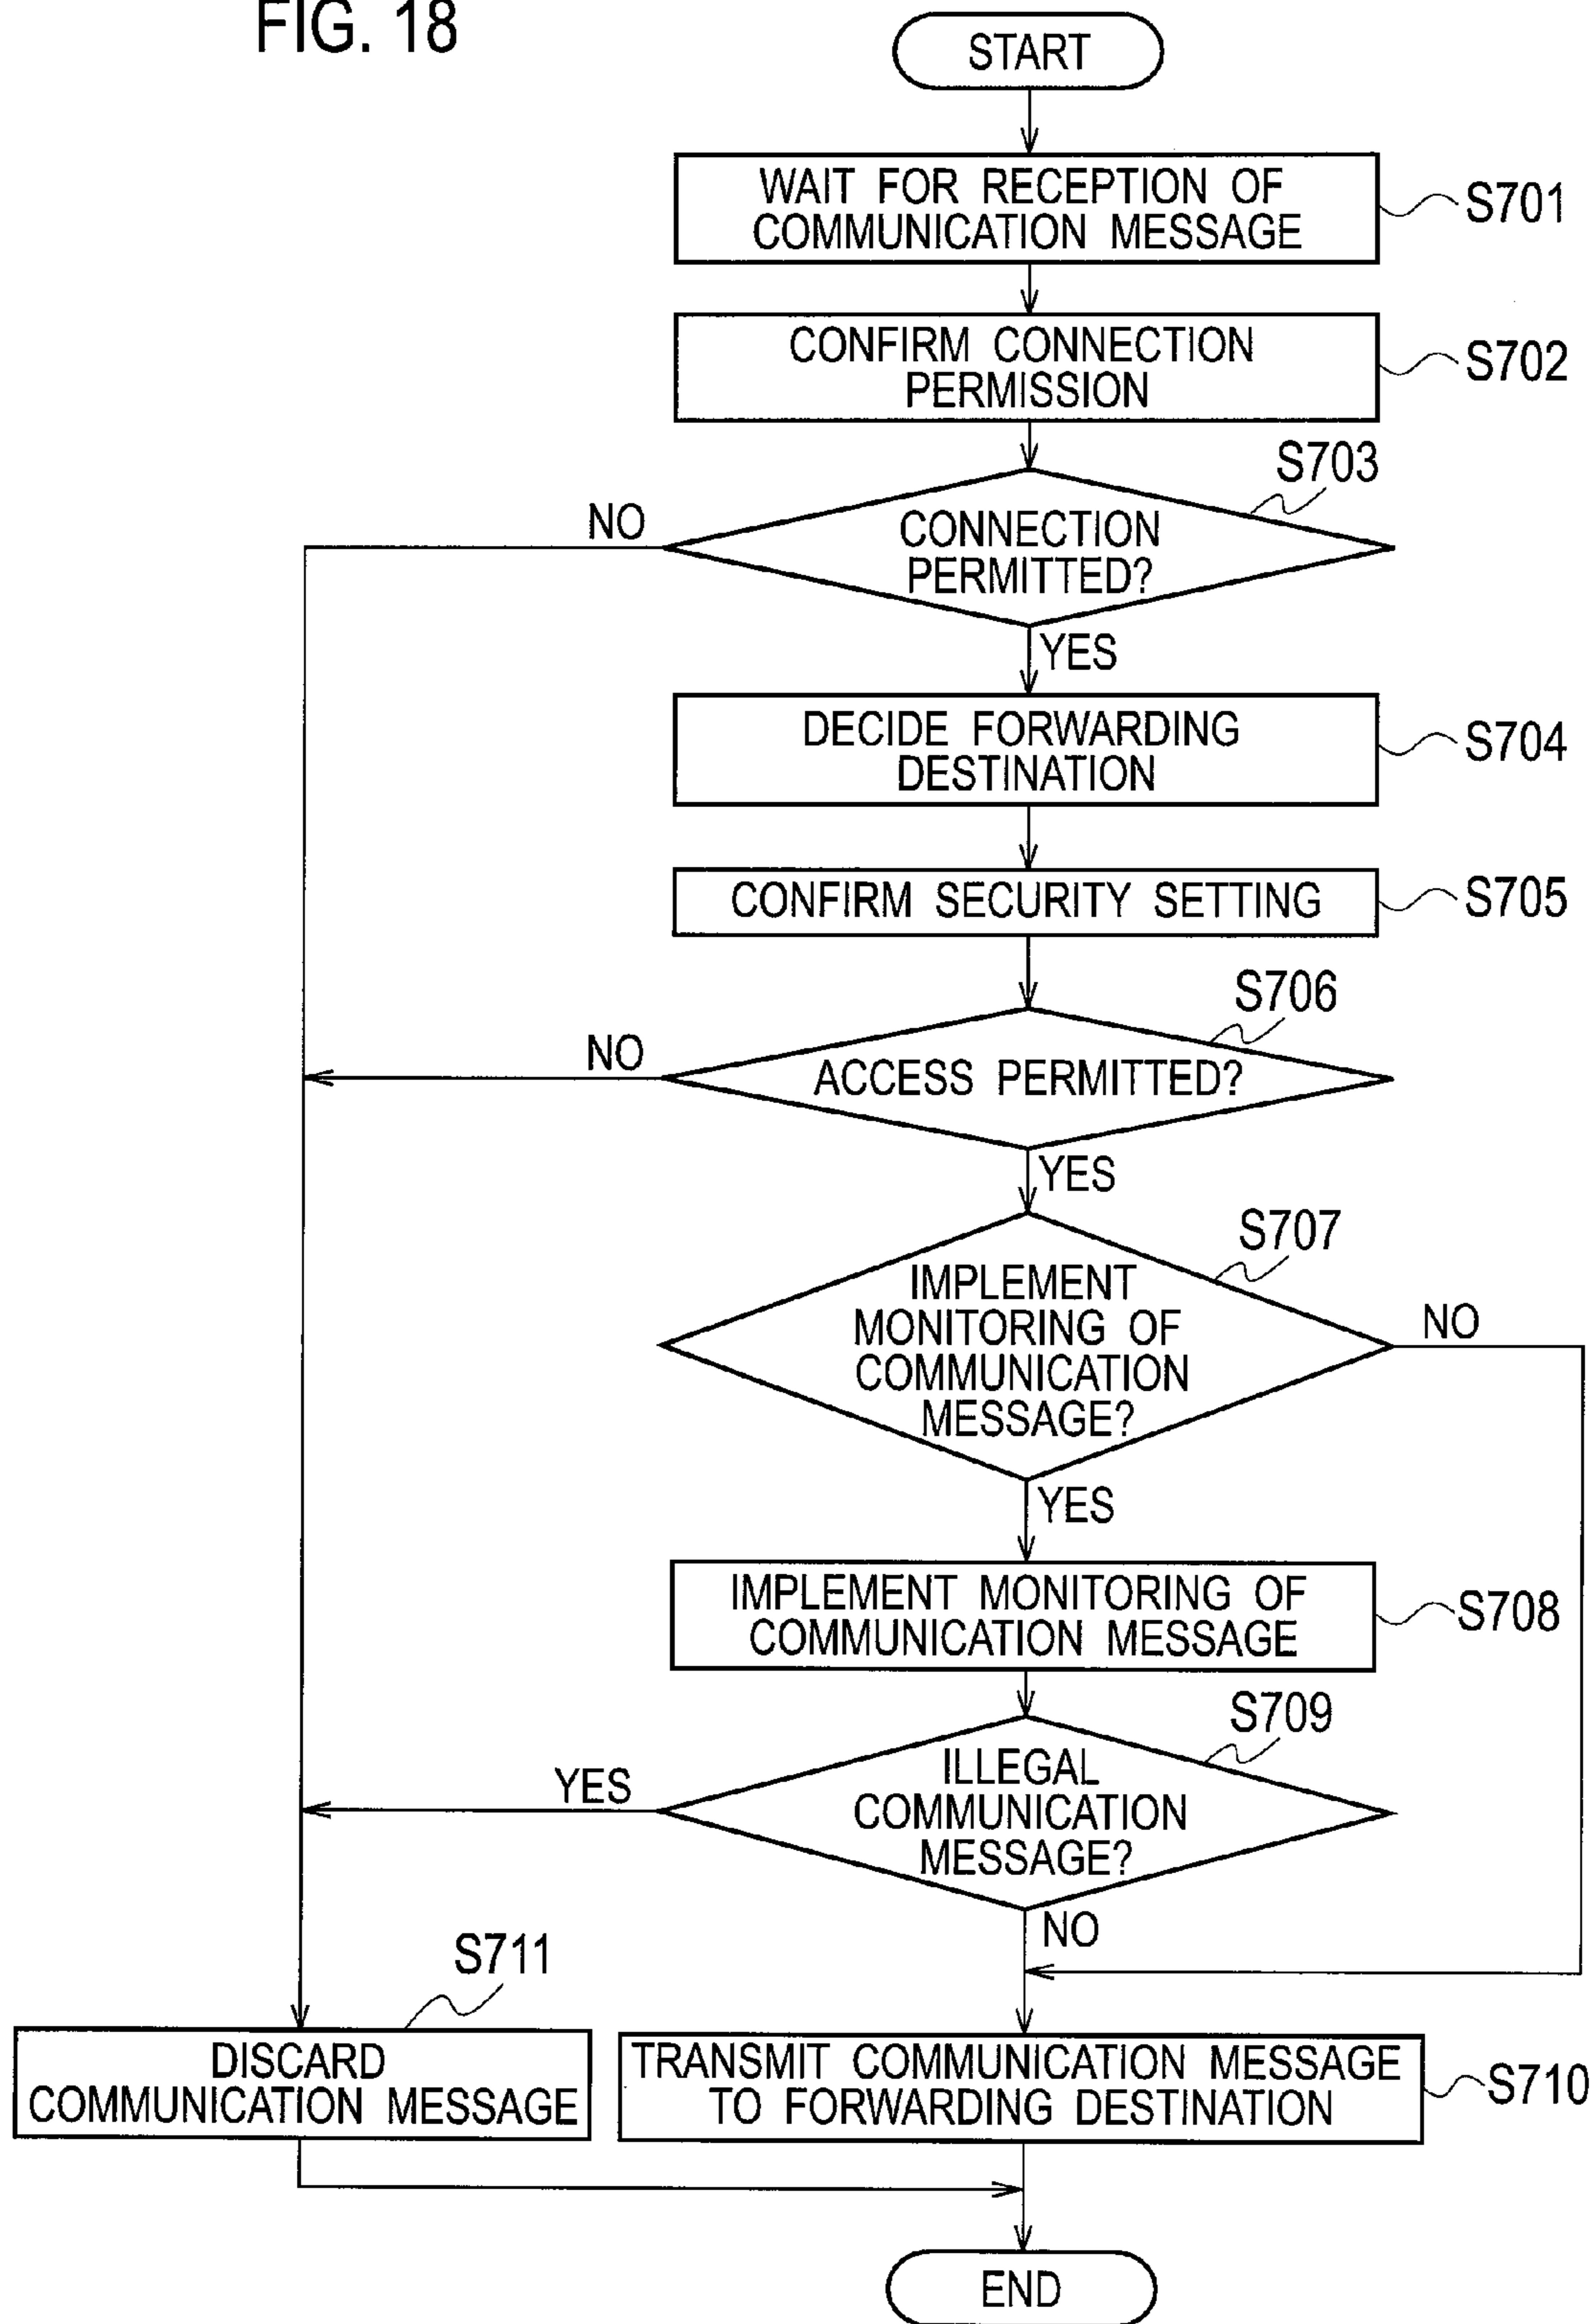 FIG. 18
START
WAIT FOR RECEPTION OF
COMMUNICATION MESSAGE
S701
CONFIRM CONNECTION
PERMISSION
S702
S703
NO
CONNECTION
PERMITTED?
YES
DECIDE FORWARDING
DESTINATION
S704
CONFIRM SECURITY SETTING
S705
S706
NO
ACCESS PERMITTED?
YES
S707
IMPLEMENT
MONITORING OF
COMMUNICATION
MESSAGE?
NO
YES
IMPLEMENT MONITORING OF
COMMUNICATION MESSAGE
S708
S709
YES
ILLEGAL
COMMUNICATION
MESSAGE?
NO
S711
DISCARD
COMMUNICATION MESSAGE
TRANSMIT COMMUNICATION MESSAGE
TO FORWARDING DESTINATION
S710
END